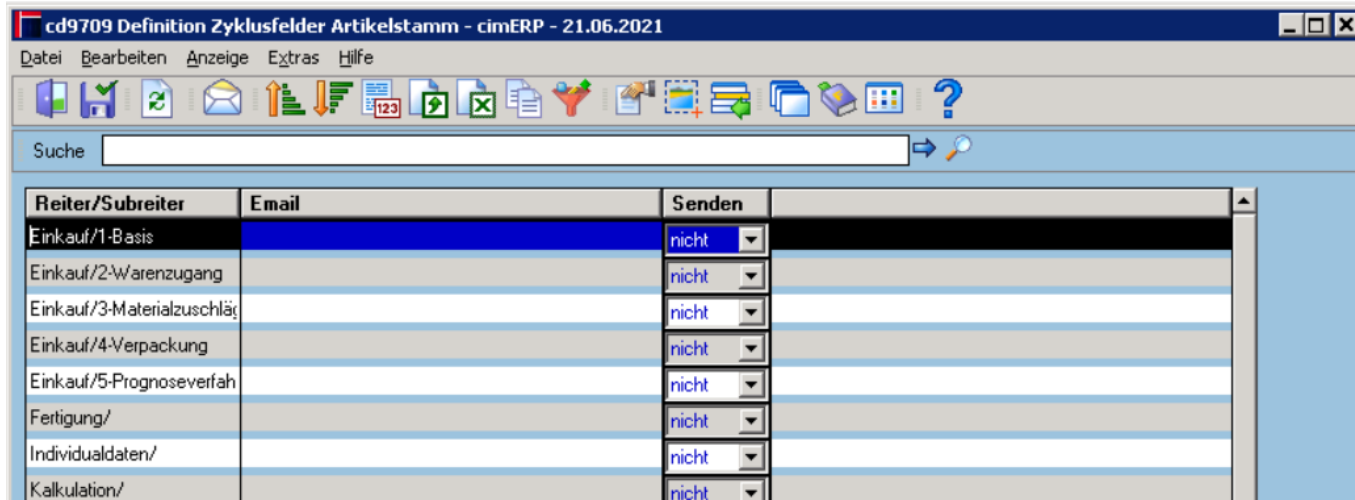 cd9709 Definition Zyklusfelder Artikelstamm - cimERP - 21.06.2021
Datei Bearbeiten Anzeige Extras Hilfe
123
Suche
Reiter/Subreiter Email Senden
Einkauf/1-Basis nicht
Einkauf/2-Warenzugang nicht
Einkauf/3-Materialzuschläg nicht
Einkauf/4-Verpackung nicht
Einkauf/5-Prognoseverfah nicht
Fertigung/ nicht
Individualdaten/ nicht
Kalkulation/ nicht